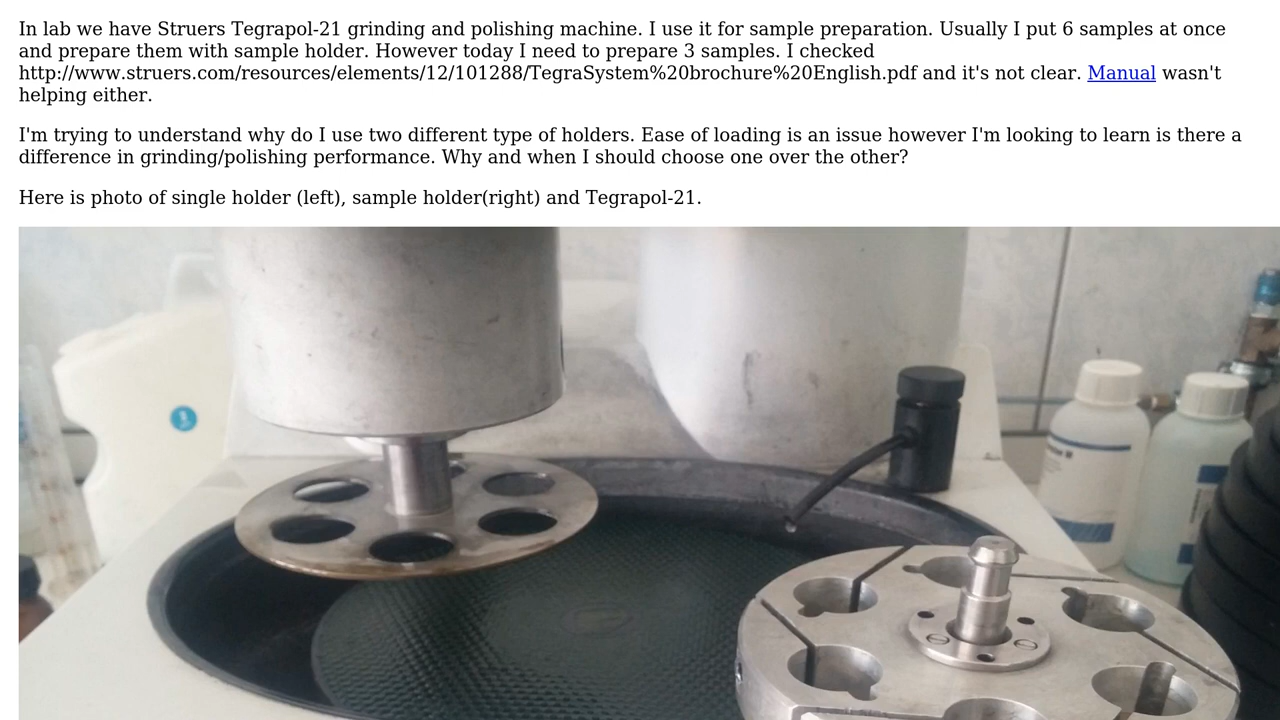 In lab we have Struers Tegrapol-21 grinding and polishing machine. I use it for sample preparation. Usually I put 6 samples at once
and prepare them with sample holder. However today I need to prepare 3 samples. I checked
http://www.struers.com/resources/elements/12/101288/TegraSystem%20brochure%20English.pdf and it's not clear. Manual wasn't
helping either.
I'm trying to understand why do I use two different type of holders. Ease of loading is an issue however I'm looking to learn is there a
difference in grinding/polishing performance. Why and when I should choose one over the other?
Here is photo of single holder (left), sample holder(right) and Tegrapol-21.